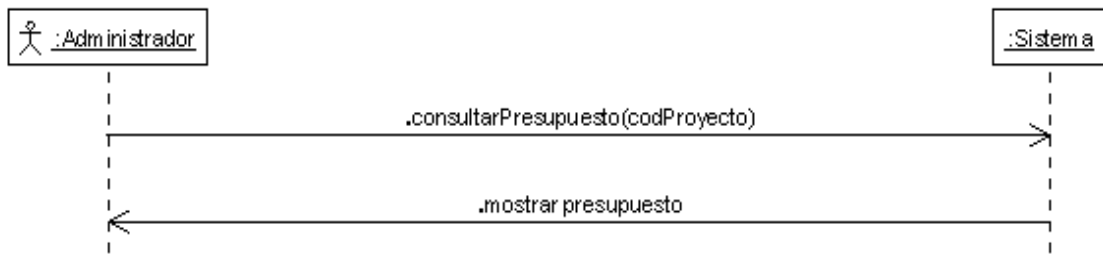 :Administrador
:Sistema
.consultarPresupuesto(codProyecto)
.mostrar presupuesto